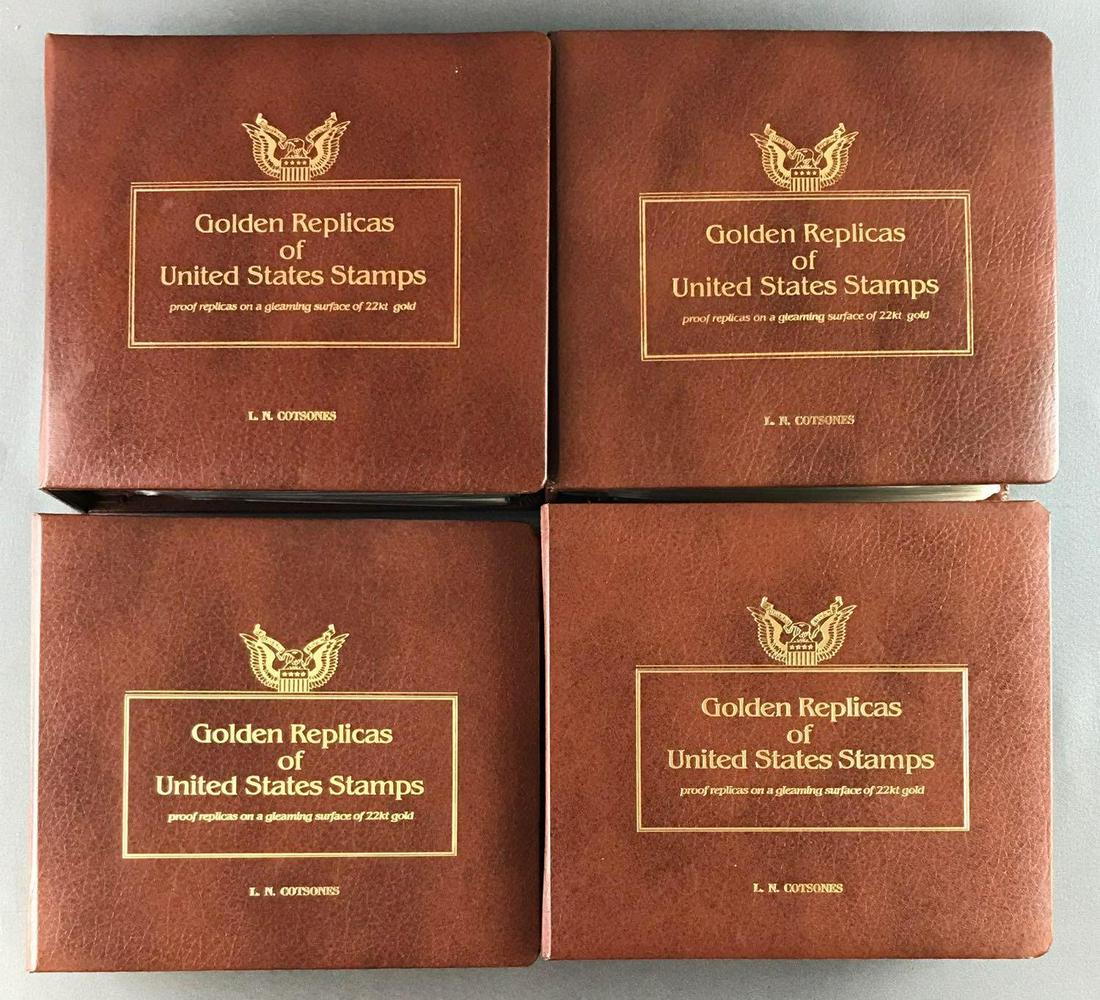 Golden Replicas
of
United States Stamps
proof replicas on a gleaming surface of 22kt gold
L. N. COTSONES
Golden Replicas
of
United States Stamps
proof replicas on a gleaming surface of 22kt gold
L. N. COTSONES
Golden Replicas
of
United States Stamps
proof replicas on a gleaming surface of 22kt gold
L. N. COTSONES
Golden Replicas
of
United States Stamps
proof replicas on a gleaming surface of 22kt gold
L. N. COTSONES